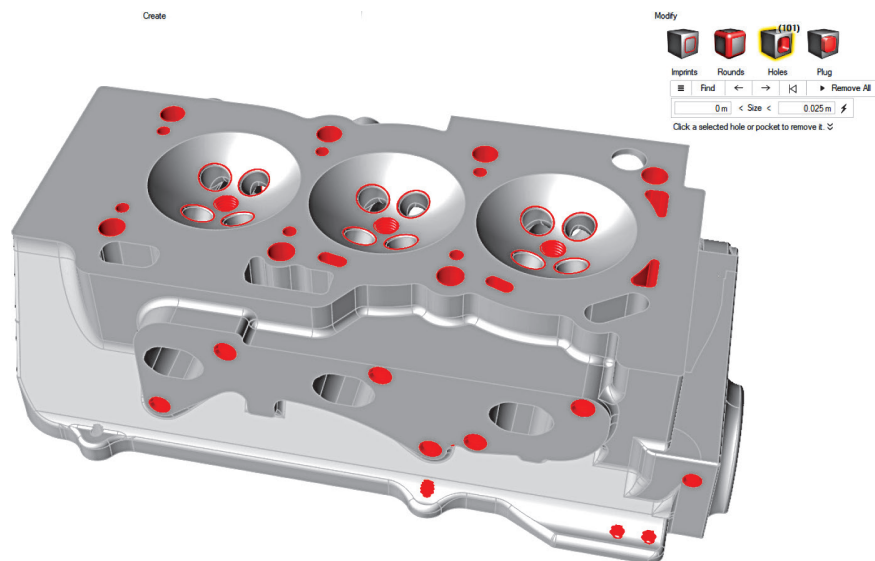 Create
Modify
(101)
Imprints Rounds Holes Plug
Find Remove All
0 m < Size < 0.025 m
Click a selected hole or pocket to remove it.